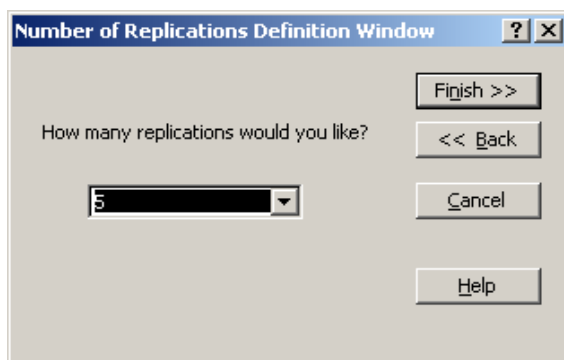 Number of Replications Definition Window
Finish >>
How many replications would you like?
<< Back
5
Cancel
Help